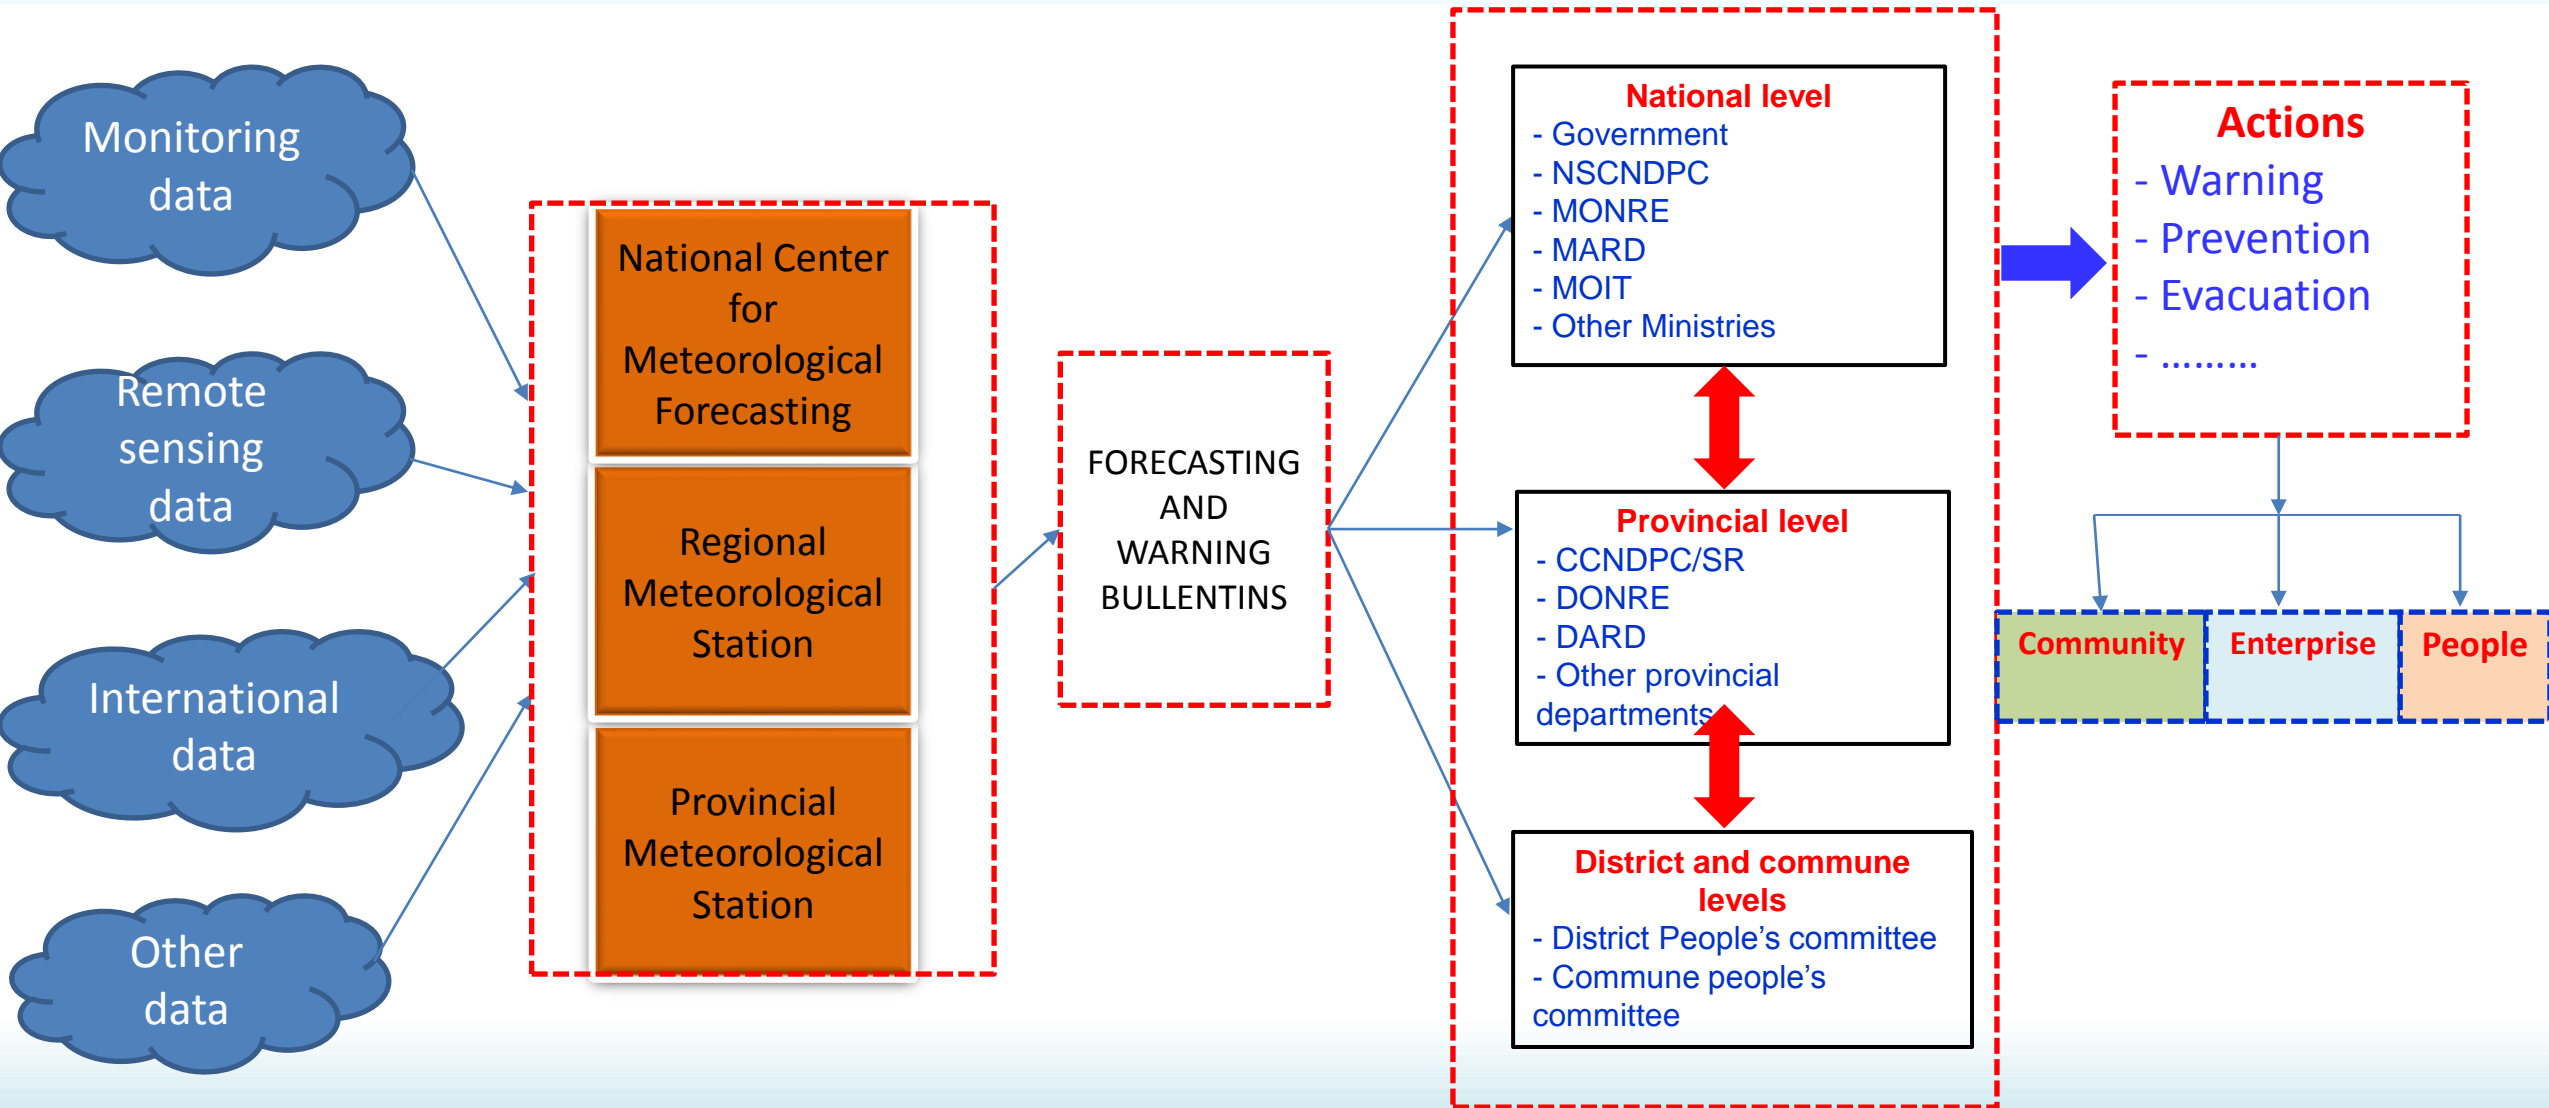 Monitoring
data
Remote
sensing
data
International
data
Other
data
National Center
for
Meteorological
Forecasting
Regional
Meteorological
Station
Provincial
Meteorological
Station
FORECASTING
AND
WARNING
BULLENTINS
National level
- Government
- NSCNDPC
- MONRE
- MARD
- MOIT
- Other Ministries
Provincial level
- CCNDPC/SR
- DONRE
- DARD
- Other provincial
departments
District and commune
levels
- District People’s committee
- Commune people’s
committee
Actions
- Warning
- Prevention
- Evacuation
- ………
Community
Enterprise
People